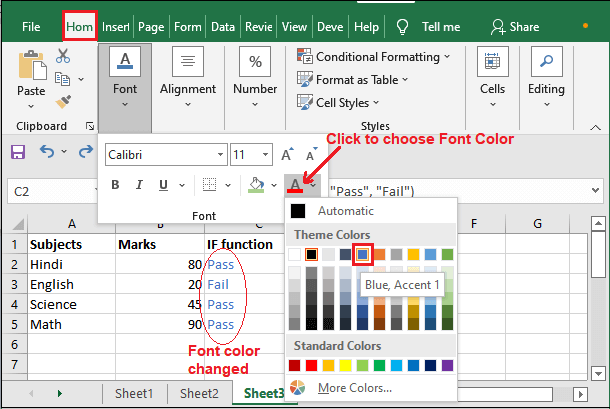 File Hom Insert Page Form Data Revie View Deve Help Tell me Share
Paste
Clipboard
Font
Alignment
%
Number
Conditional Formatting
Format as Table
Cell Styles
Styles
Cells
Editing
Click to choose Font Color
Calibri 11 A A
B I U A
Font
C2 "Pass", "Fail")
Automatic
Theme Colors
Blue, Accent 1
Standard Colors
More Colors...
A B C F G
1 Subjects Marks IF function
2 Hindi 80 Pass
3 English 20 Fail
4 Science 45 Pass
5 Math 90 Pass
6
7
Font color
changed
Sheet1 Sheet2 Sheet3